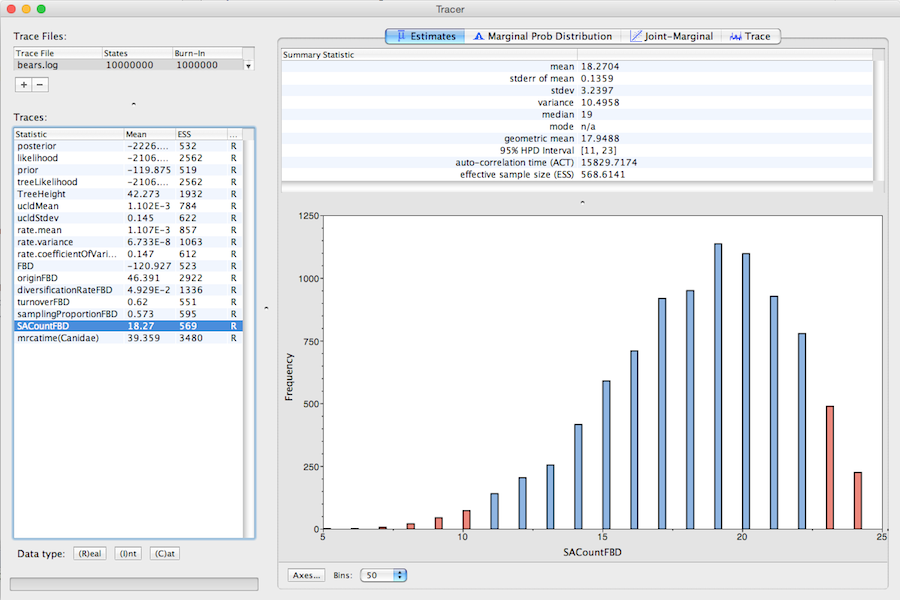 Tracer
Trace Files:
Trace File States Burn-In
bears.log 10000000 1000000
+ −
Traces:
Statistic Mean ESS ...
posterior -2226.... 532 R
likelihood -2106.... 2562 R
prior -119.875 519 R
treeLikelihood -2106.... 2562 R
TreeHeight 42.273 1932 R
ucldMean 1.102E-3 784 R
ucldStdev 0.145 622 R
rate.mean 1.107E-3 857 R
rate.variance 6.733E-8 1063 R
rate.coefficientOfVari... 0.147 612 R
FBD -120.927 523 R
originFBD 46.391 2922 R
diversificationRateFBD 4.929E-2 1336 R
turnoverFBD 0.62 551 R
samplingProportionFBD 0.573 595 R
SACountFBD 18.27 569 R
mrcatime(Canidae) 39.359 3480 R
Data type: (R)eal (I)nt (C)at
Estimates Marginal Prob Distribution Joint-Marginal Trace
Summary Statistic
mean 18.2704
stderr of mean 0.1359
stdev 3.2397
variance 10.4958
median 19
mode n/a
geometric mean 17.9488
95% HPD Interval [11, 23]
auto-correlation time (ACT) 15829.7174
effective sample size (ESS) 568.6141
Frequency
1250
1000
750
500
250
0
5 10 15 20 25
SACountFBD
Axes... Bins: 50